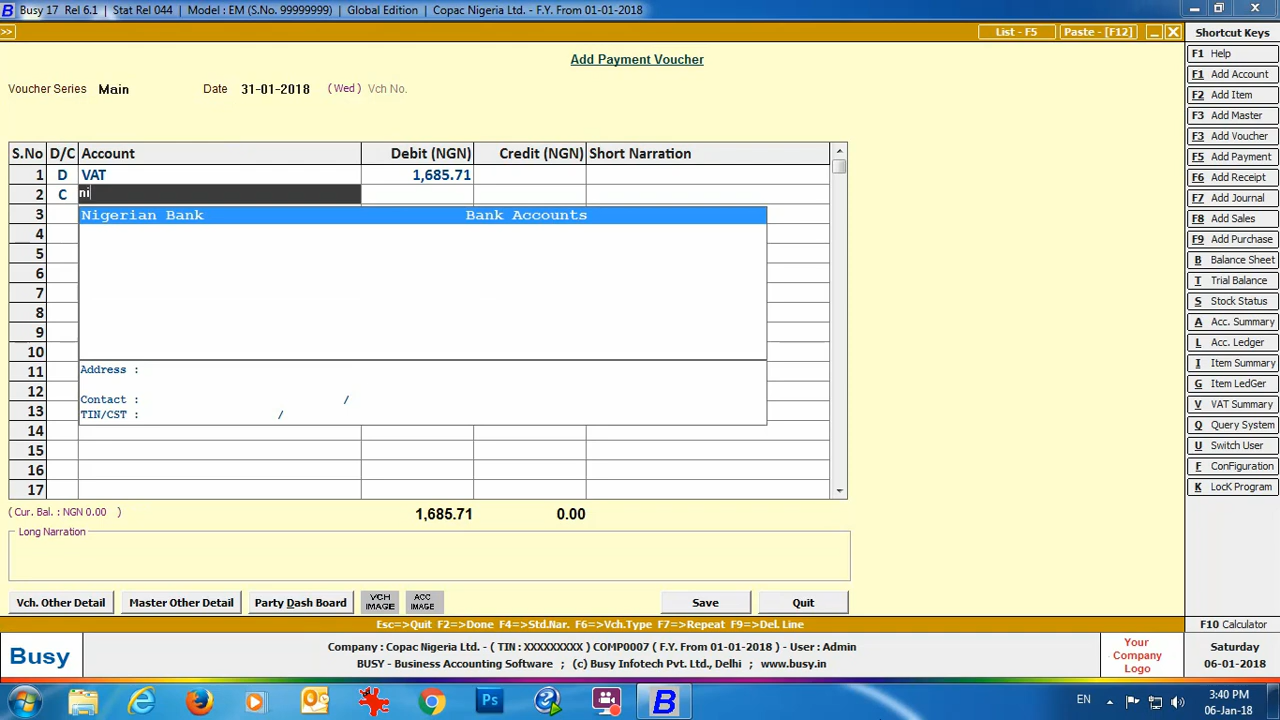 Busy 17 Rel 6.1 | Stat Rel 044 | Model : EM (S.No. 99999999) | Global Edition | Copac Nigeria Ltd. - F.Y. From 01-01-2018
>> List - F5 Paste - [F12] Shortcut Keys
Add Payment Voucher
Voucher Series Main Date 31-01-2018 (Wed) Vch No.
S.No D/C Account Debit (NGN) Credit (NGN) Short Narration
1 D VAT 1,685.71
2 C ni
3 Nigerian Bank Bank Accounts
4
5
6
7
8
9
10
11 Address :
12 Contact : /
13 TIN/CST : /
14
15
16
17
( Cur. Bal. : NGN 0.00 ) 1,685.71 0.00
Long Narration
Vch. Other Detail Master Other Detail Party Dash Board VCH IMAGE ACC IMAGE Save Quit
Esc=>Quit F2=>Done F4=>Std.Nar. F6=>Vch.Type F7=>Repeat F9=>Del. Line
F1 Help
F1 Add Account
F2 Add Item
F3 Add Master
F3 Add Voucher
F5 Add Payment
F6 Add Receipt
F7 Add Journal
F8 Add Sales
F9 Add Purchase
B Balance Sheet
T Trial Balance
S Stock Status
A Acc. Summary
L Acc. Ledger
I Item Summary
G Item LedGer
V VAT Summary
Q Query System
U Switch User
F ConFiguration
K LocK Program
F10 Calculator
Busy
Company : Copac Nigeria Ltd. - ( TIN : XXXXXXXXX ) COMP0007 ( F.Y. From 01-01-2018 ) - User : Admin
BUSY - Business Accounting Software ; (c) Busy Infotech Pvt. Ltd., Delhi ; www.busy.in
Your
Company
Logo
Saturday
06-01-2018
Ps B EN 3:40 PM
06-Jan-18